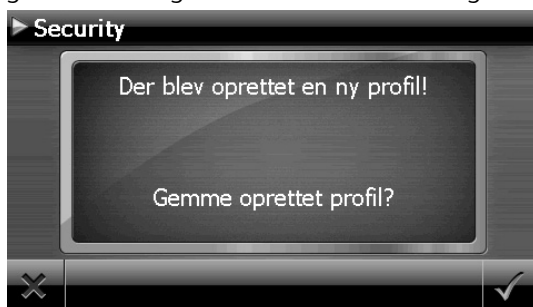 Security
Der blev oprettet en ny profil!
Gemme oprettet profil?